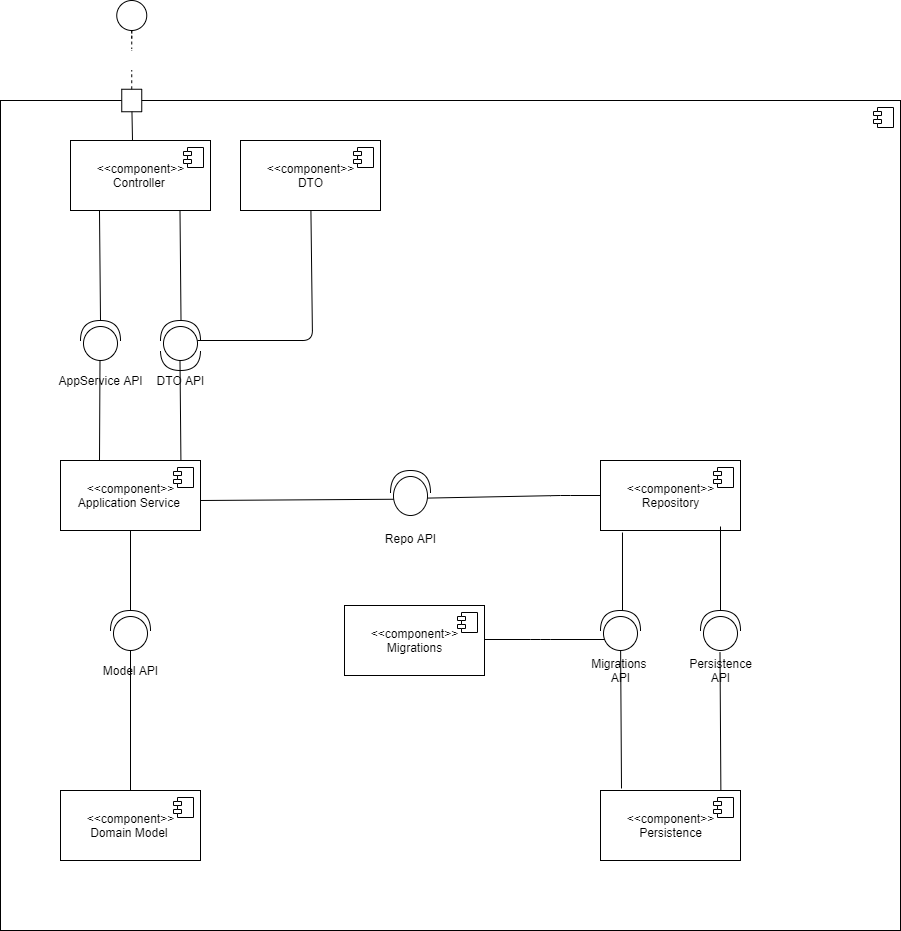 <<component>>
Controller
<<component>>
DTO
AppService API
DTO API
<<component>>
Application Service
<<component>>
Repository
Repo API
<<component>>
Migrations
Model API
Migrations
API
Persistence
API
<<component>>
Domain Model
<<component>>
Persistence